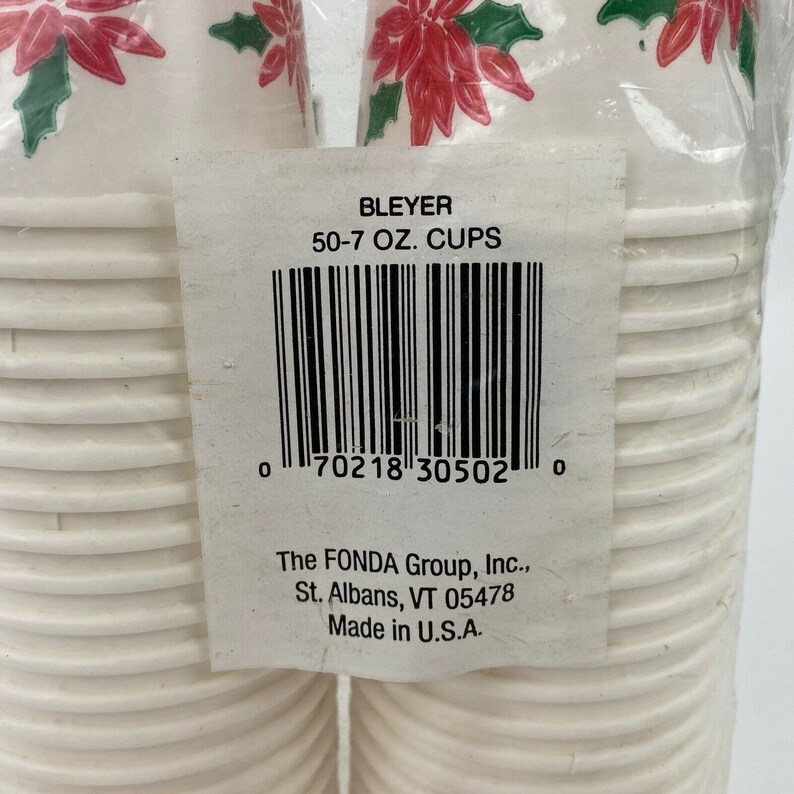 BLEYER
50-7 OZ. CUPS
0 70218 30502 0
The FONDA Group, Inc.,
St. Albans, VT 05478
Made in U.S.A.